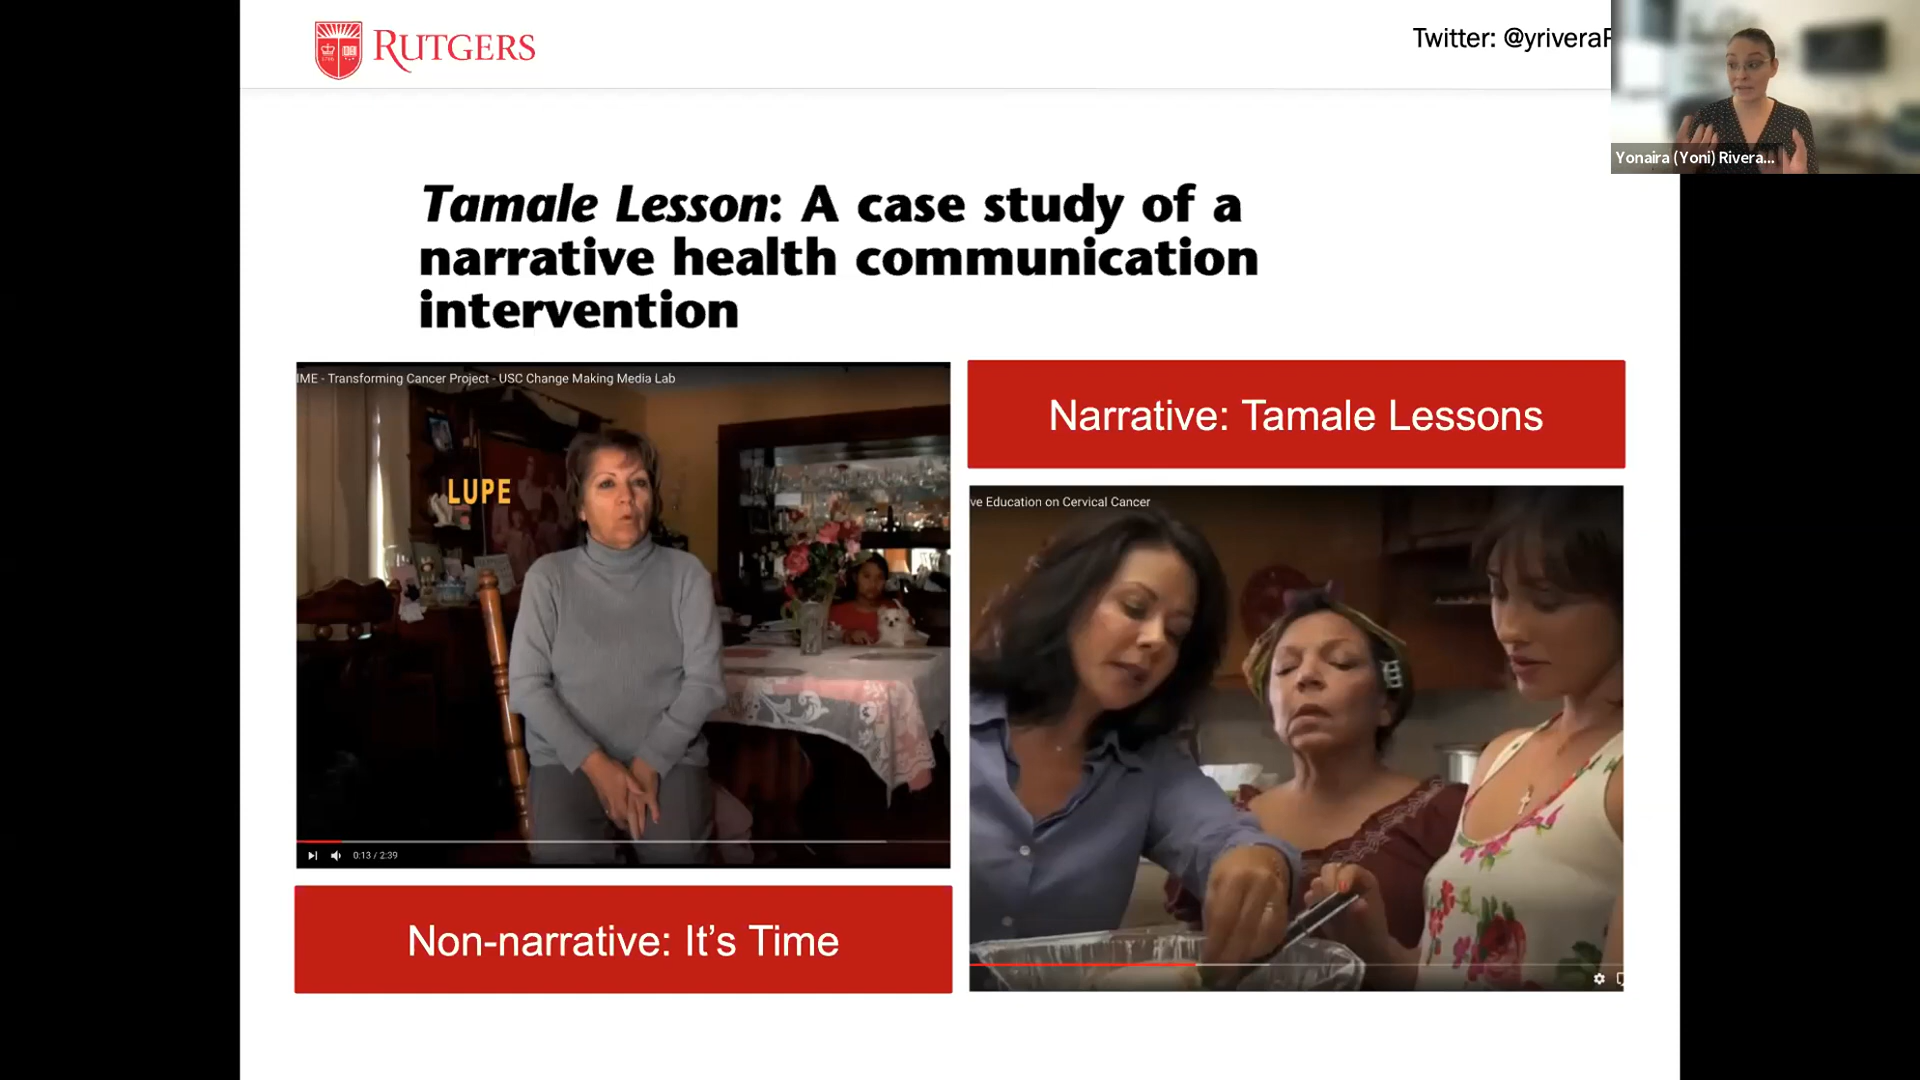 RUTGERS
Twitter: @yrivera
Yonaira (Yoni) Rivera...
Tamale Lesson: A case study of a
narrative health communication
intervention
IME - Transforming Cancer Project - USC Change Making Media Lab
LUPE
0:13 / 2:39
Non-narrative: It's Time
Narrative: Tamale Lessons
ve Education on Cervical Cancer